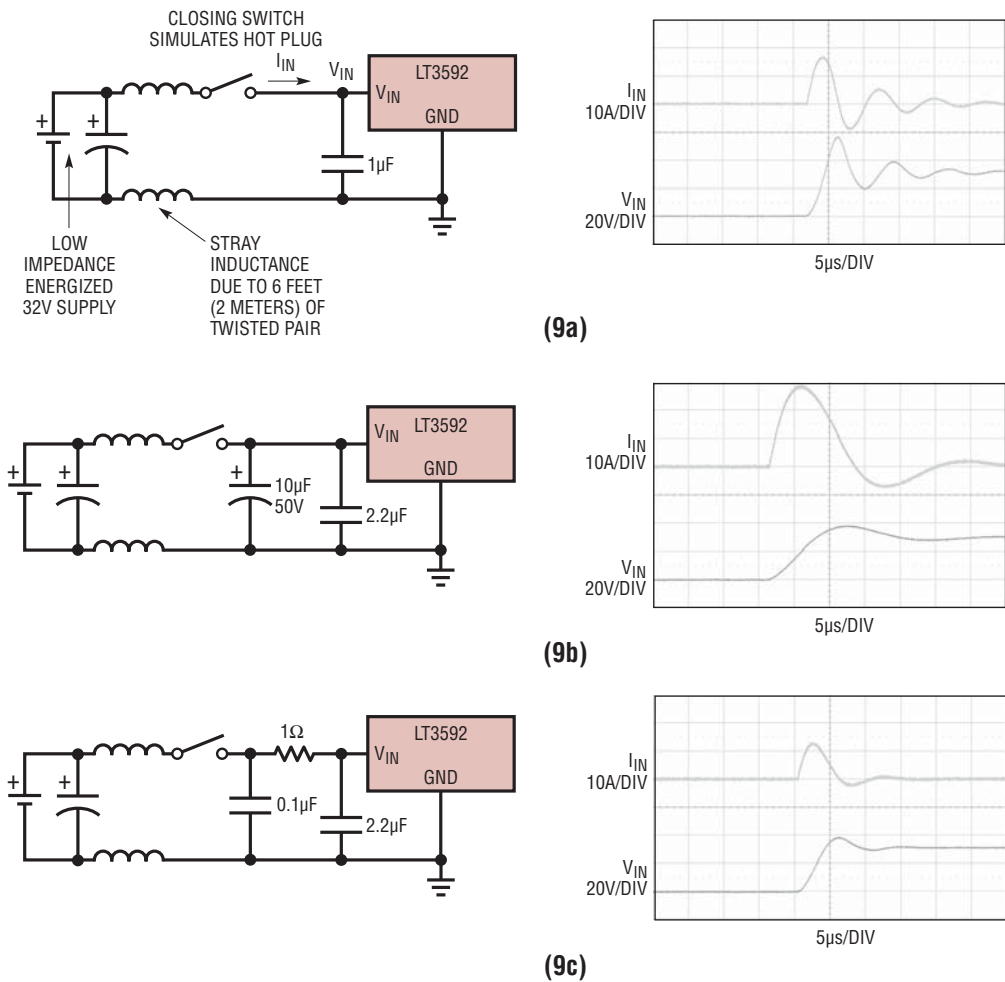 CLOSING SWITCH
SIMULATES HOT PLUG
I_IN
V_IN
LT3592
V_IN
GND
+
+
1µF
LOW
IMPEDANCE
ENERGIZED
32V SUPPLY
STRAY
INDUCTANCE
DUE TO 6 FEET
(2 METERS) OF
TWISTED PAIR
I_IN
10A/DIV
V_IN
20V/DIV
5µs/DIV
(9a)
LT3592
V_IN
GND
+
+
+
10µF
50V
2.2µF
I_IN
10A/DIV
V_IN
20V/DIV
5µs/DIV
(9b)
1Ω
LT3592
V_IN
GND
+
+
0.1µF
2.2µF
I_IN
10A/DIV
V_IN
20V/DIV
5µs/DIV
(9c)